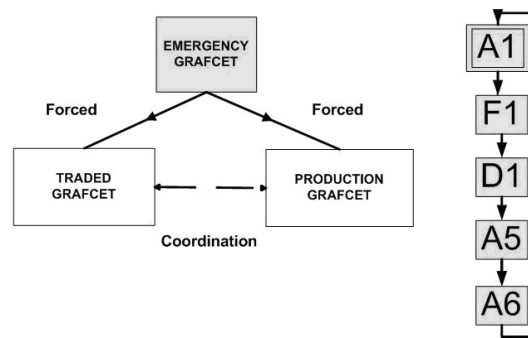 EMERGENCY
GRAFCET
Forced
Forced
TRADED
GRAFCET
PRODUCTION
GRAFCET
Coordination
A1
F1
D1
A5
A6